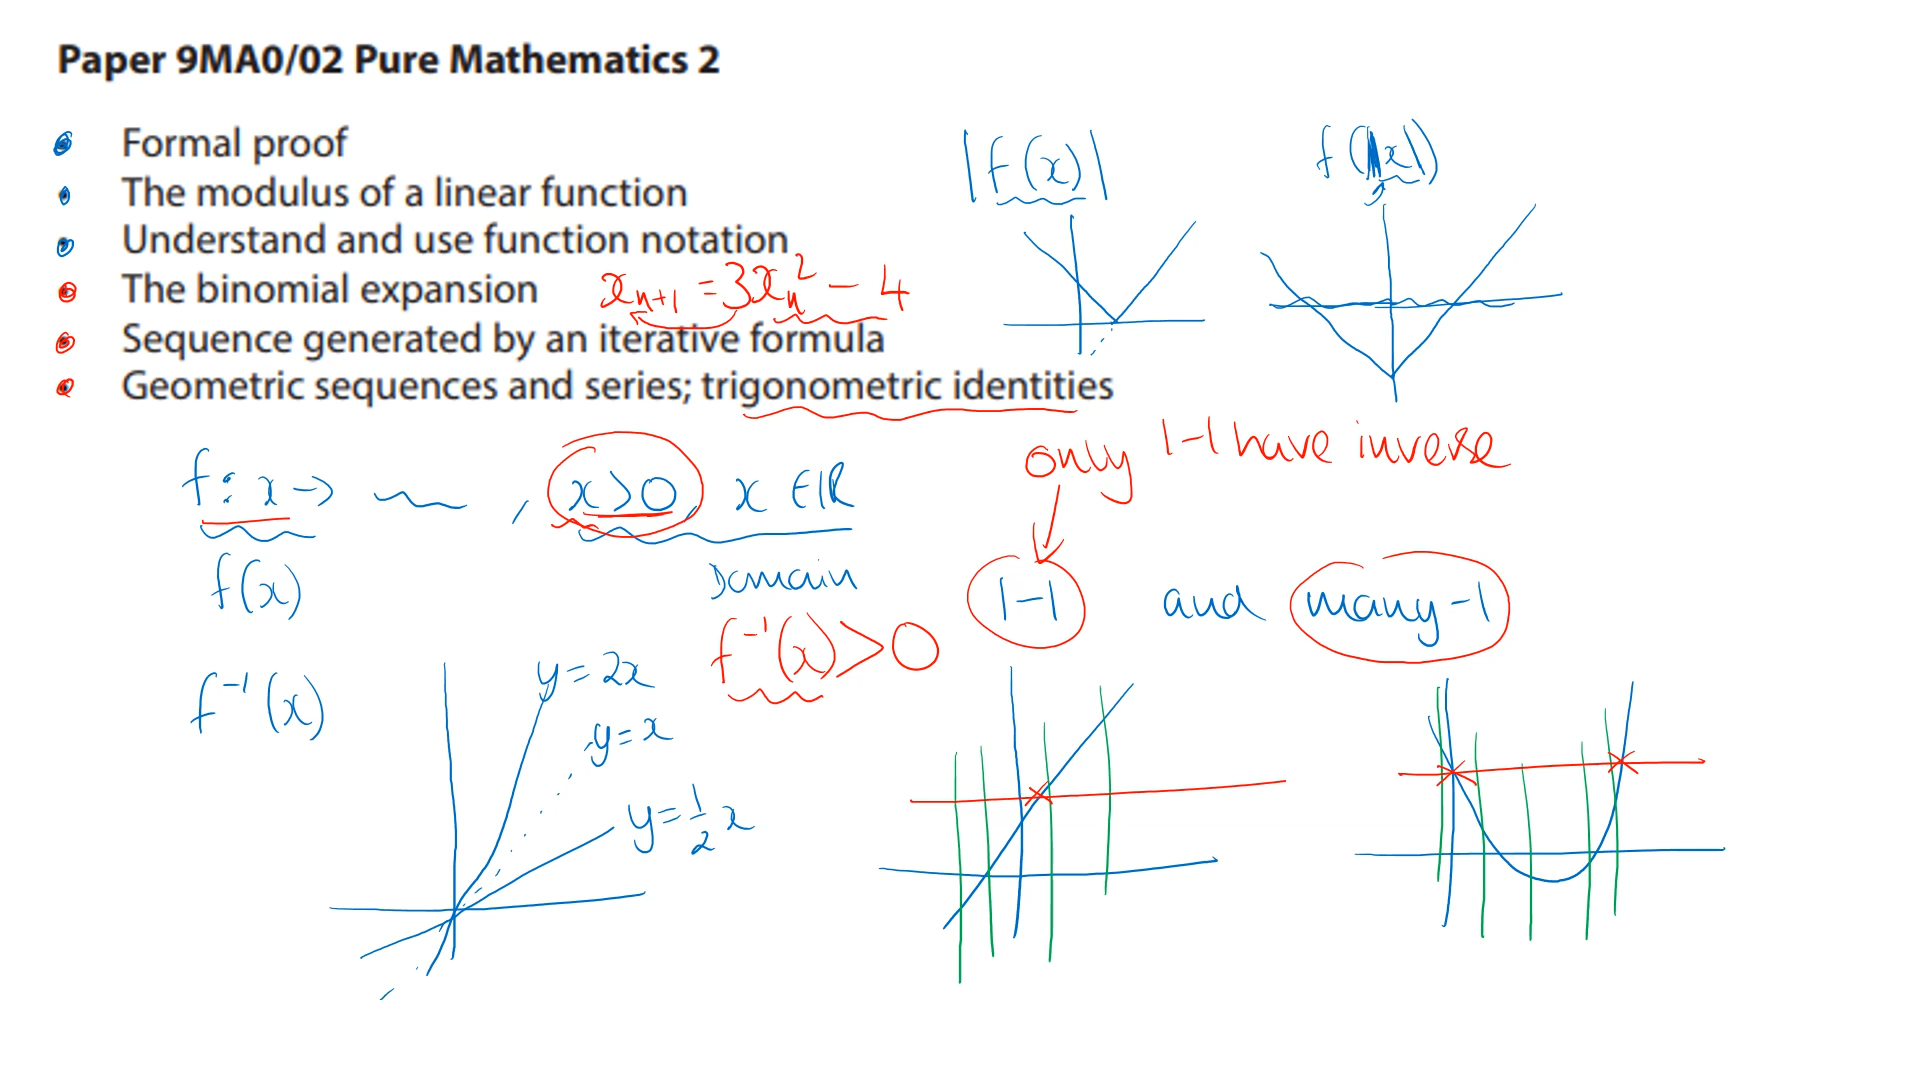 Paper 9MA0/02 Pure Mathematics 2
Formal proof
The modulus of a linear function
Understand and use function notation
The binomial expansion
xₙ₊₁ = 3xₙ² − 4
Sequence generated by an iterative formula
Geometric sequences and series; trigonometric identities
|f(x)|
f(|x|)
f: x → , x>0, x ∈ ℝ
only 1-1 have inverse
f(x)
Domain
1-1 and many-1
f⁻¹(x) > 0
f⁻¹(x)
y = 2x
y = x
y = ½x